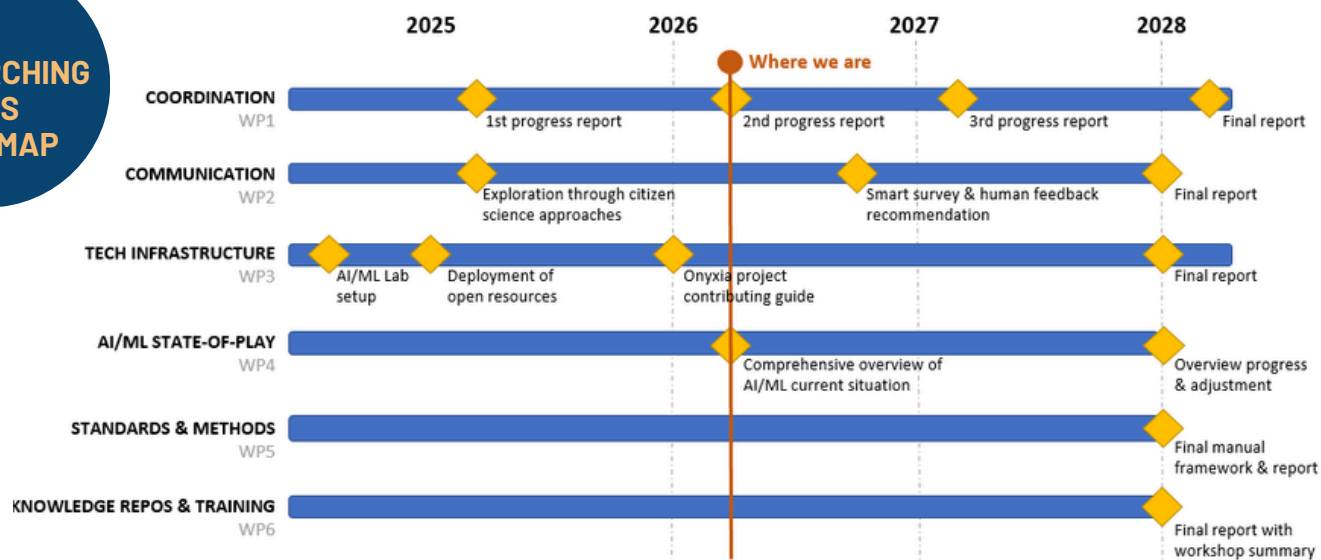 2025 2026 2027 2028
RCHING
S
MAP
Where we are
COORDINATION
WP1
1st progress report
2nd progress report
3rd progress report
Final report
COMMUNICATION
WP2
Exploration through citizen
science approaches
Smart survey & human feedback
recommendation
Final report
TECH INFRASTRUCTURE
WP3
AI/ML Lab
setup
Deployment of
open resources
Onyxia project
contributing guide
Final report
AI/ML STATE-OF-PLAY
WP4
Comprehensive overview of
AI/ML current situation
Overview progress
& adjustment
STANDARDS & METHODS
WP5
Final manual
framework & report
KNOWLEDGE REPOS & TRAINING
WP6
Final report with
workshop summary